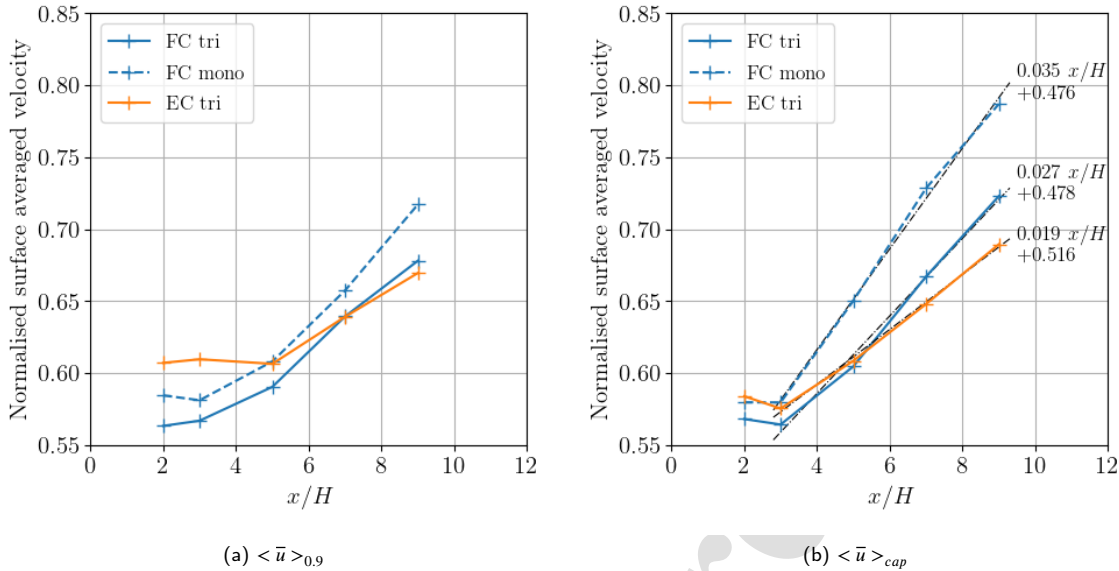 Normalised surface averaged velocity
0.85
0.80
0.75
0.70
0.65
0.60
0.55
FC tri
FC mono
EC tri
0 2 4 6 8 10 12
x/H
(a) < u̅ >0.9
Normalised surface averaged velocity
0.85
0.80
0.75
0.70
0.65
0.60
0.55
FC tri
FC mono
EC tri
0.035 x/H
+0.476
0.027 x/H
+0.478
0.019 x/H
+0.516
0 2 4 6 8 10 12
x/H
(b) < u̅ >cap